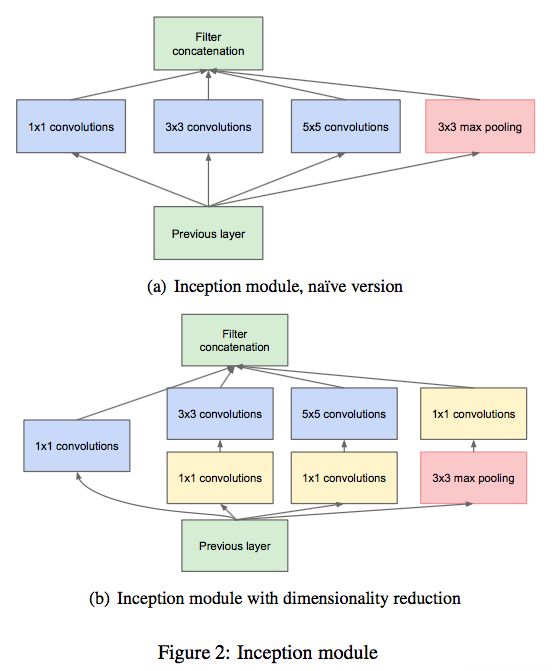 Filter
concatenation
1x1 convolutions
3x3 convolutions
5x5 convolutions
3x3 max pooling
Previous layer
(a) Inception module, naïve version
Filter
concatenation
3x3 convolutions
5x5 convolutions
1x1 convolutions
1x1 convolutions
1x1 convolutions
1x1 convolutions
3x3 max pooling
Previous layer
(b) Inception module with dimensionality reduction
Figure 2: Inception module